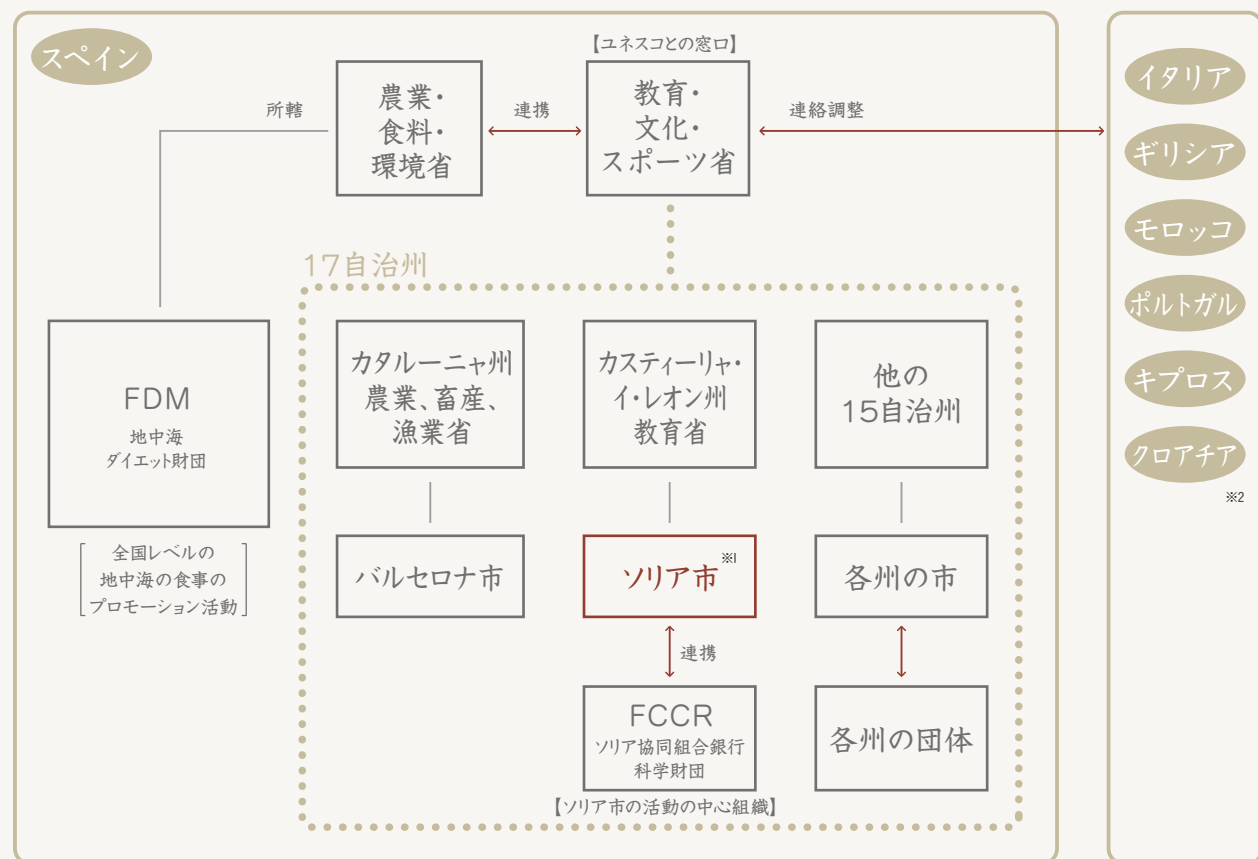 スペイン
【ユネスコとの窓口】
所轄
農業・
食料・
環境省
連携
教育・
文化・
スポーツ省
連絡調整
イタリア
ギリシア
モロッコ
ポルトガル
キプロス
クロアチア
※2
17自治州
FDM
地中海
ダイエット財団
全国レベルの
地中海の食事の
プロモーション活動
カタルーニャ州
農業、畜産、
漁業省
カスティーリャ・
イ・レオン州
教育省
他の
15自治州
バルセロナ市
ソリア市
※1
各州の市
連携
FCCR
ソリア協同組合銀行
科学財団
【ソリア市の活動の中心組織】
各州の団体